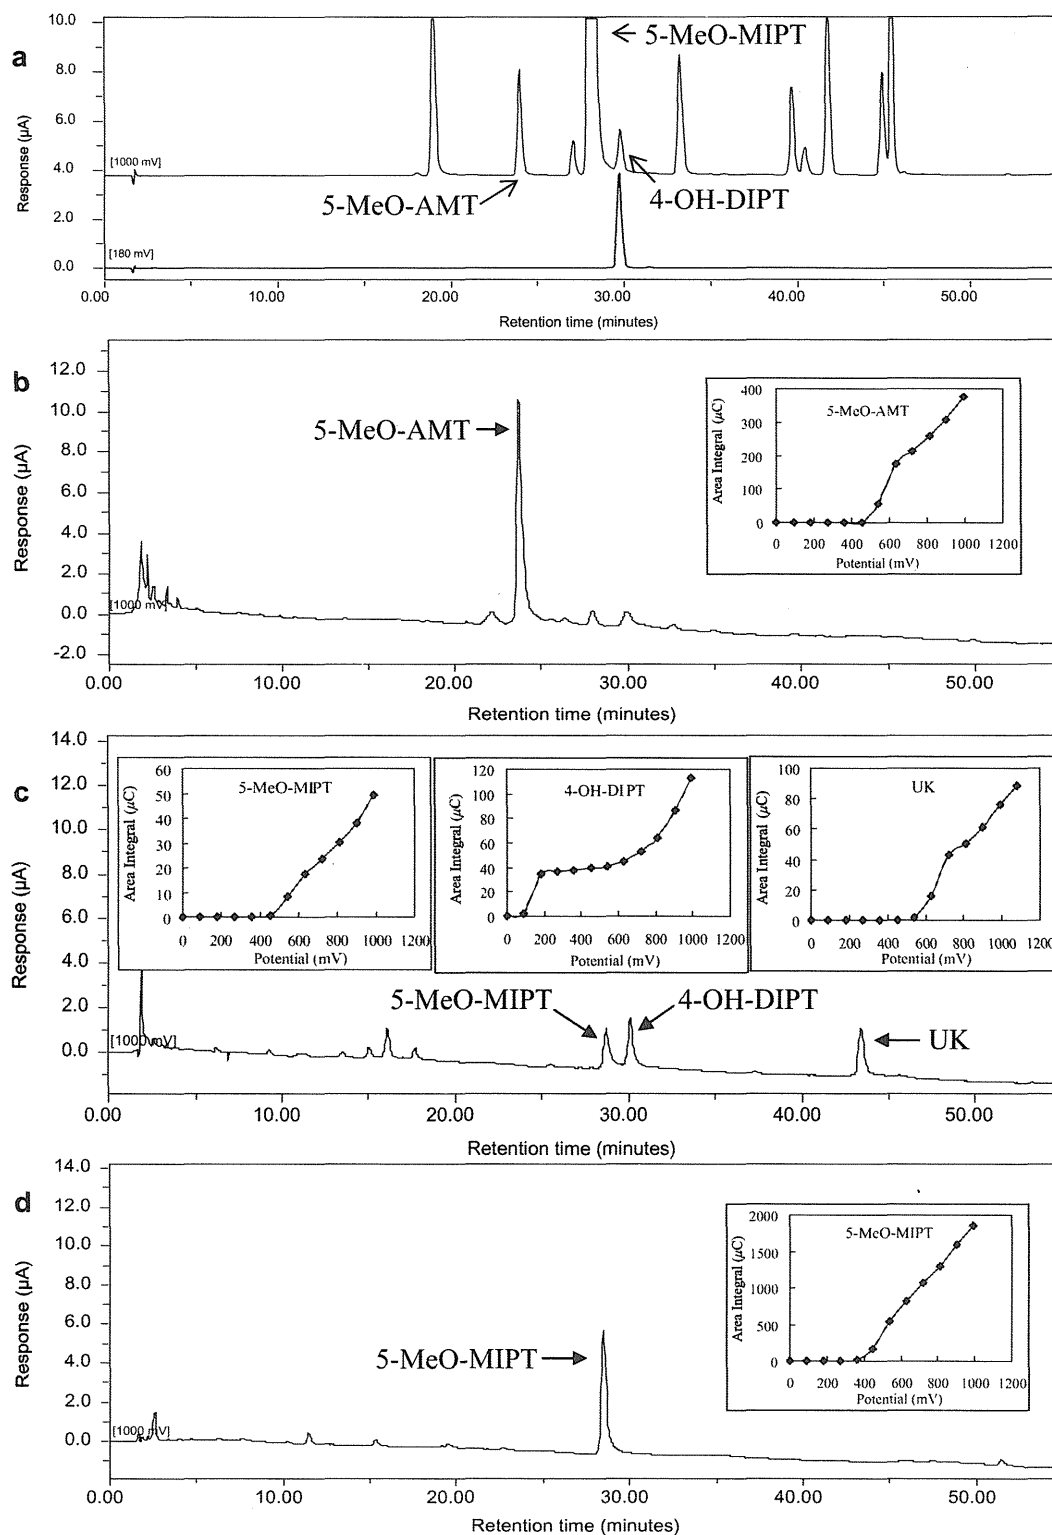 a
Response (μA)
10.0
8.0
6.0
4.0
2.0
0.0
[1000 mV]
[180 mV]
5-MeO-MIPT
5-MeO-AMT
4-OH-DIPT
0.00 10.00 20.00 30.00 40.00 50.00
Retention time (minutes)
b
Response (μA)
12.0
10.0
8.0
6.0
4.0
2.0
0.0
-2.0
[1000 mV]
5-MeO-AMT
5-MeO-AMT
Area Integral (μC)
400
300
200
100
0
0 200 400 600 800 1000 1200
Potential (mV)
0.00 10.00 20.00 30.00 40.00 50.00
Retention time (minutes)
c
Response (μA)
14.0
12.0
10.0
8.0
6.0
4.0
2.0
0.0
[1000 mV]
5-MeO-MIPT
Area Integral (μC)
60
50
40
30
20
10
0
0 200 400 600 800 1000 1200
Potential (mV)
4-OH-DIPT
Area Integral (μC)
120
100
80
60
40
20
0
0 200 400 600 800 1000 1200
Potential (mV)
UK
Area Integral (μC)
100
80
60
40
20
0
0 200 400 600 800 1000 1200
Potential (mV)
5-MeO-MIPT
4-OH-DIPT
UK
0.00 10.00 20.00 30.00 40.00 50.00
Retention time (minutes)
d
Response (μA)
14.0
12.0
10.0
8.0
6.0
4.0
2.0
0.0
[1000 mV]
5-MeO-MIPT
5-MeO-MIPT
Area Integral (μC)
2000
1500
1000
500
0
0 200 400 600 800 1000 1200
Potential (mV)
0.00 10.00 20.00 30.00 40.00 50.00
Retention time (minutes)